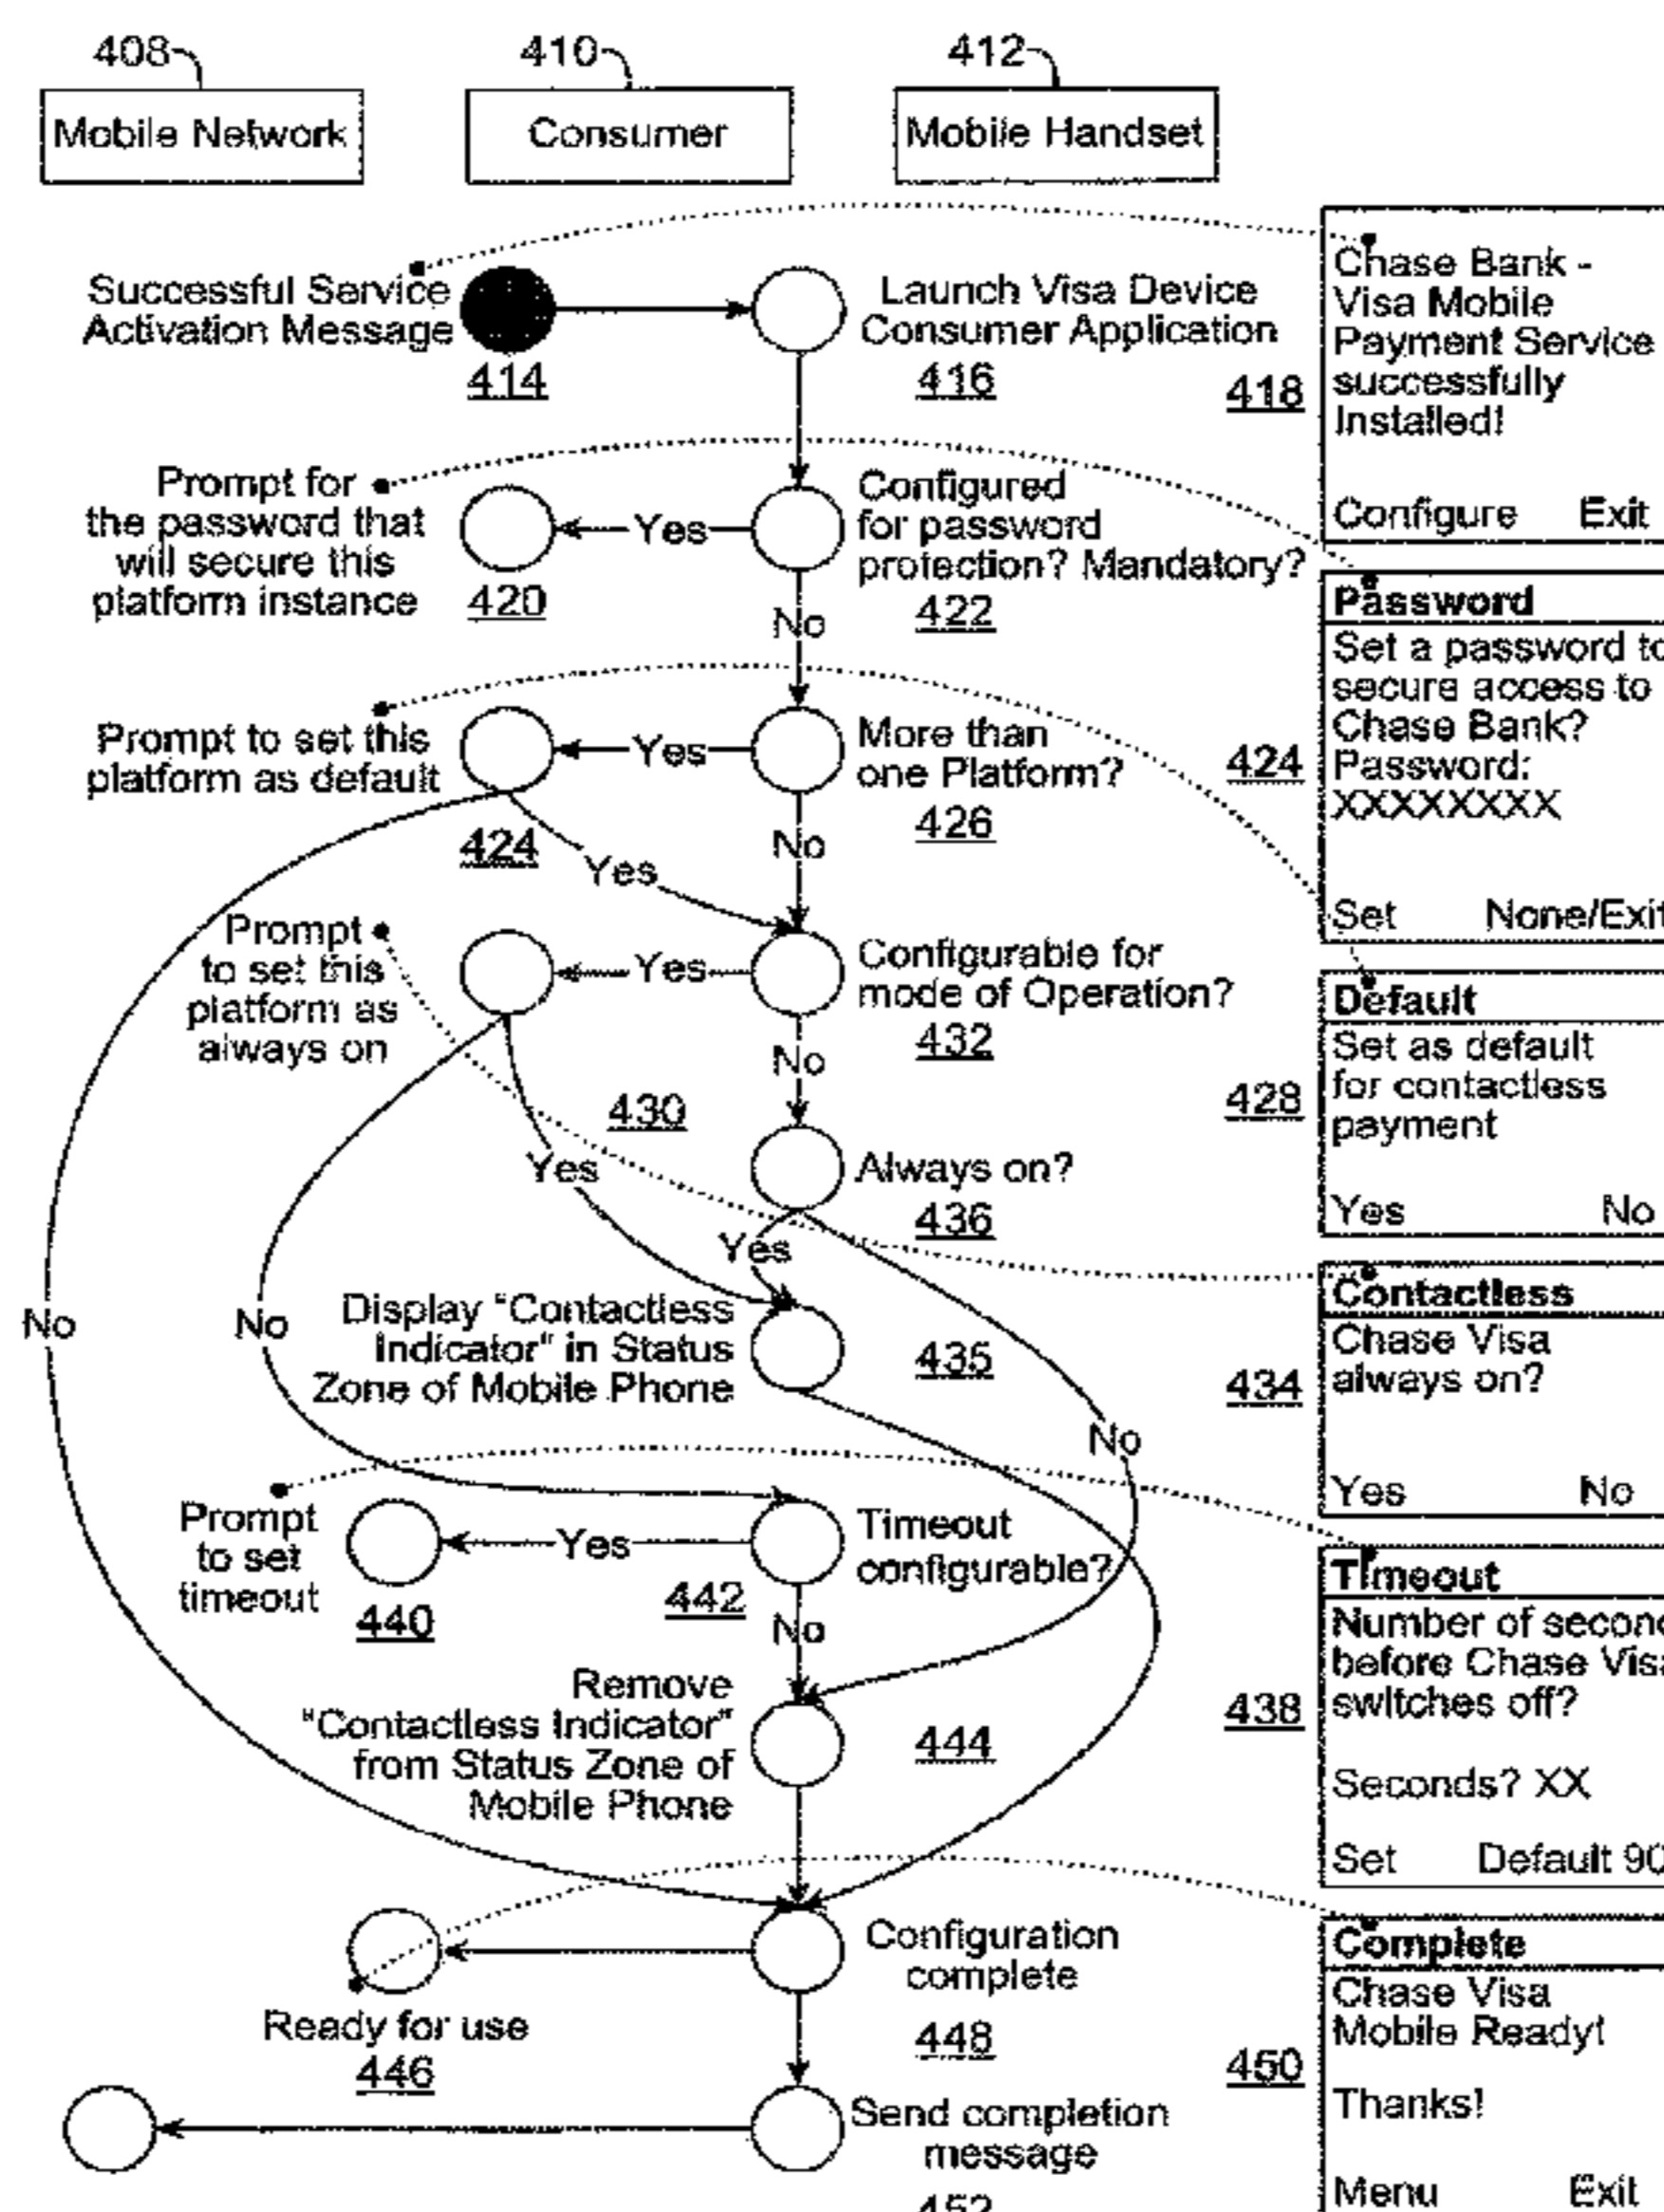 408
410
412
Mobile Network
Consumer
Mobile Handset
Successful Service
Activation Message
414
Launch Visa Device
Consumer Application
416
418
Chase Bank -
Visa Mobile
Payment Service
successfully
Installed!
Configure Exit
Prompt for
the password that
will secure this
platform instance
420
Yes
Configured
for password
protection? Mandatory?
422
No
424
Password
Set a password to
secure access to
Chase Bank?
Password:
XXXXXXXX
Set None/Exit
Prompt to set this
platform as default
424
Yes
More than
one Platform?
426
No
Yes
428
Default
Set as default
for contactless
payment
Yes No
Prompt
to set this
platform as
always on
430
Yes
Configurable for
mode of Operation?
432
No
Yes
Always on?
436
Yes
No
No
No
Display "Contactless
Indicator" in Status
Zone of Mobile Phone
435
434
Contactless
Chase Visa
always on?
Yes No
Prompt
to set
timeout
440
Yes
442
Timeout
configurable?
No
438
Timeout
Number of secon
before Chase Visa
switches off?
Seconds? XX
Set Default 90
Remove
"Contactless Indicator"
from Status Zone of
Mobile Phone
444
Ready for use
446
Configuration
complete
448
450
Complete
Chase Visa
Mobile Ready!
Thanks!
Menu Exit
Send completion
message
452